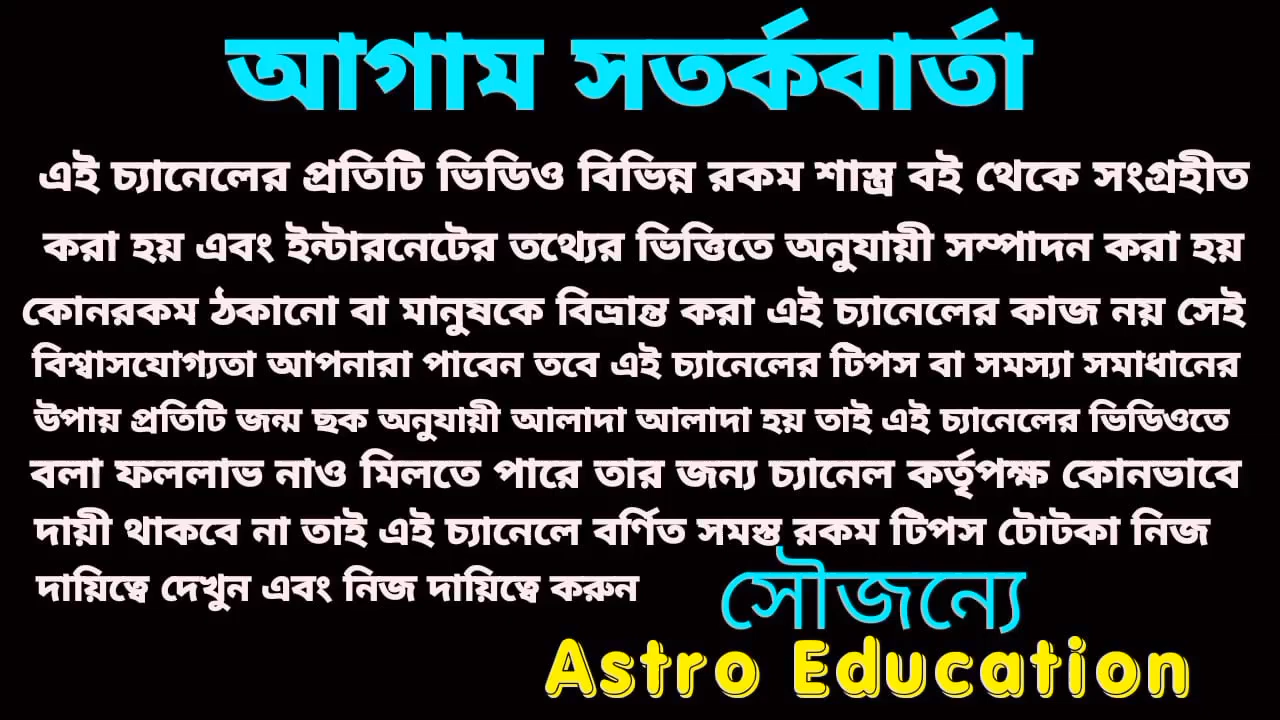 আগাম সতর্কবার্তা
এই চ্যানেলের প্রতিটি ভিডিও বিভিন্ন রকম শাস্ত্র বই থেকে সংগ্রহীত
করা হয় এবং ইন্টারনেটের তথ্যের ভিত্তিতে অনুযায়ী সম্পাদন করা হয়
কোনরকম ঠকানো বা মানুষকে বিভ্রান্ত করা এই চ্যানেলের কাজ নয় সেই
বিশ্বাসযোগ্যতা আপনারা পাবেন তবে এই চ্যানেলের টিপস বা সমস্যা সমাধানের
উপায় প্রতিটি জন্ম ছক অনুযায়ী আলাদা আলাদা হয় তাই এই চ্যানেলের ভিডিওতে
বলা ফললাভ নাও মিলতে পারে তার জন্য চ্যানেল কর্তৃপক্ষ কোনভাবে
দায়ী থাকবে না তাই এই চ্যানেলে বর্ণিত সমস্ত রকম টিপস টোটকা নিজ
দায়িত্বে দেখুন এবং নিজ দায়িত্বে করুন
সৌজন্যে
Astro Education